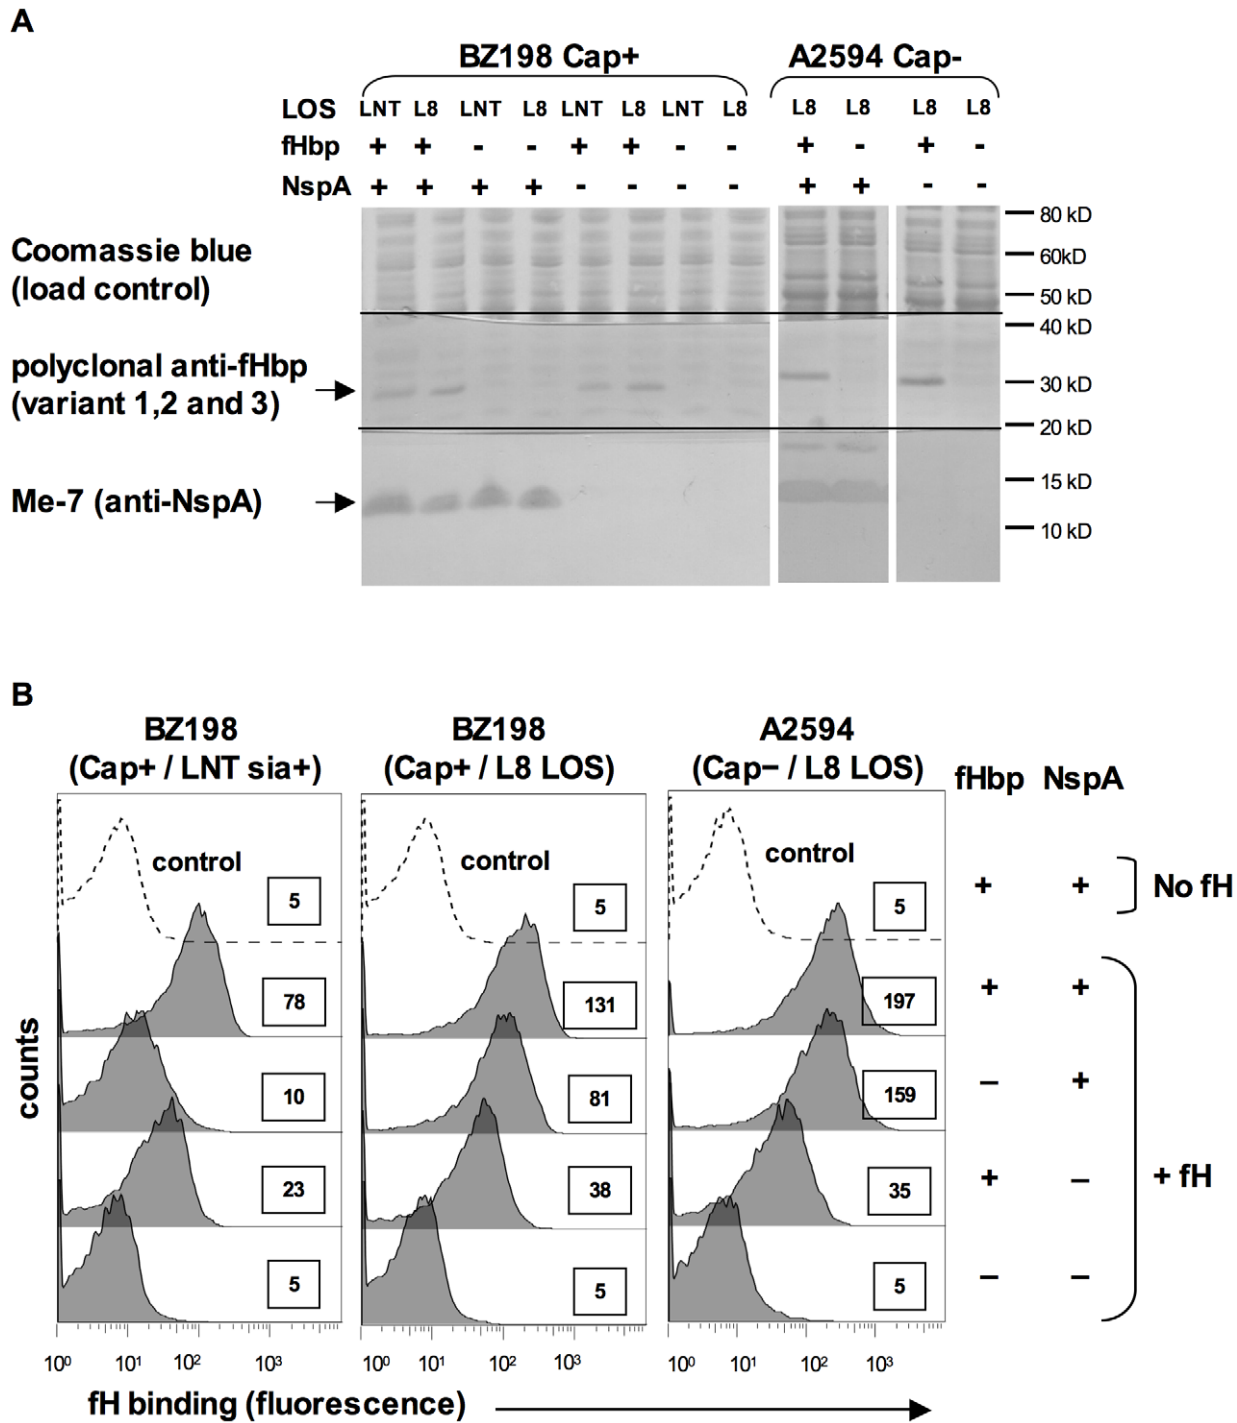 A
BZ198 Cap+ A2594 Cap-
LOS LNT L8 LNT L8 LNT L8 LNT L8 L8 L8 L8 L8
fHbp + + - - + + - - + - + -
NspA + + + + - - - - + + - -
Coomassie blue
(load control)
polyclonal anti-fHbp
(variant 1,2 and 3)
Me-7 (anti-NspA)
80 kD
60kD
50 kD
40 kD
30 kD
20 kD
15 kD
10 kD
B
BZ198
(Cap+ / LNT sia+)
BZ198
(Cap+ / L8 LOS)
A2594
(Cap– / L8 LOS)
fHbp NspA
control control control
5 5 5 + + No fH
78 131 197 + +
10 81 159 – +
23 38 35 + – + fH
5 5 5 – –
counts
10⁰ 10¹ 10² 10³ 10⁰ 10¹ 10² 10³ 10⁰ 10¹ 10² 10³
fH binding (fluorescence)